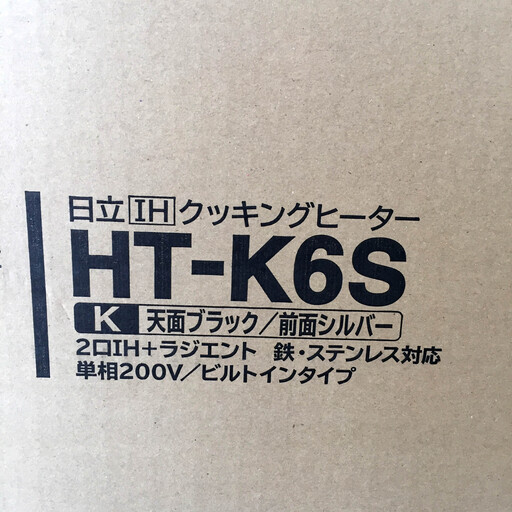 日立IHクッキングヒーター
HT-K6S
K 天面ブラック/前面シルバー
2口IH+ラジエント 鉄・ステンレス対応
単相200V/ビルトインタイプ